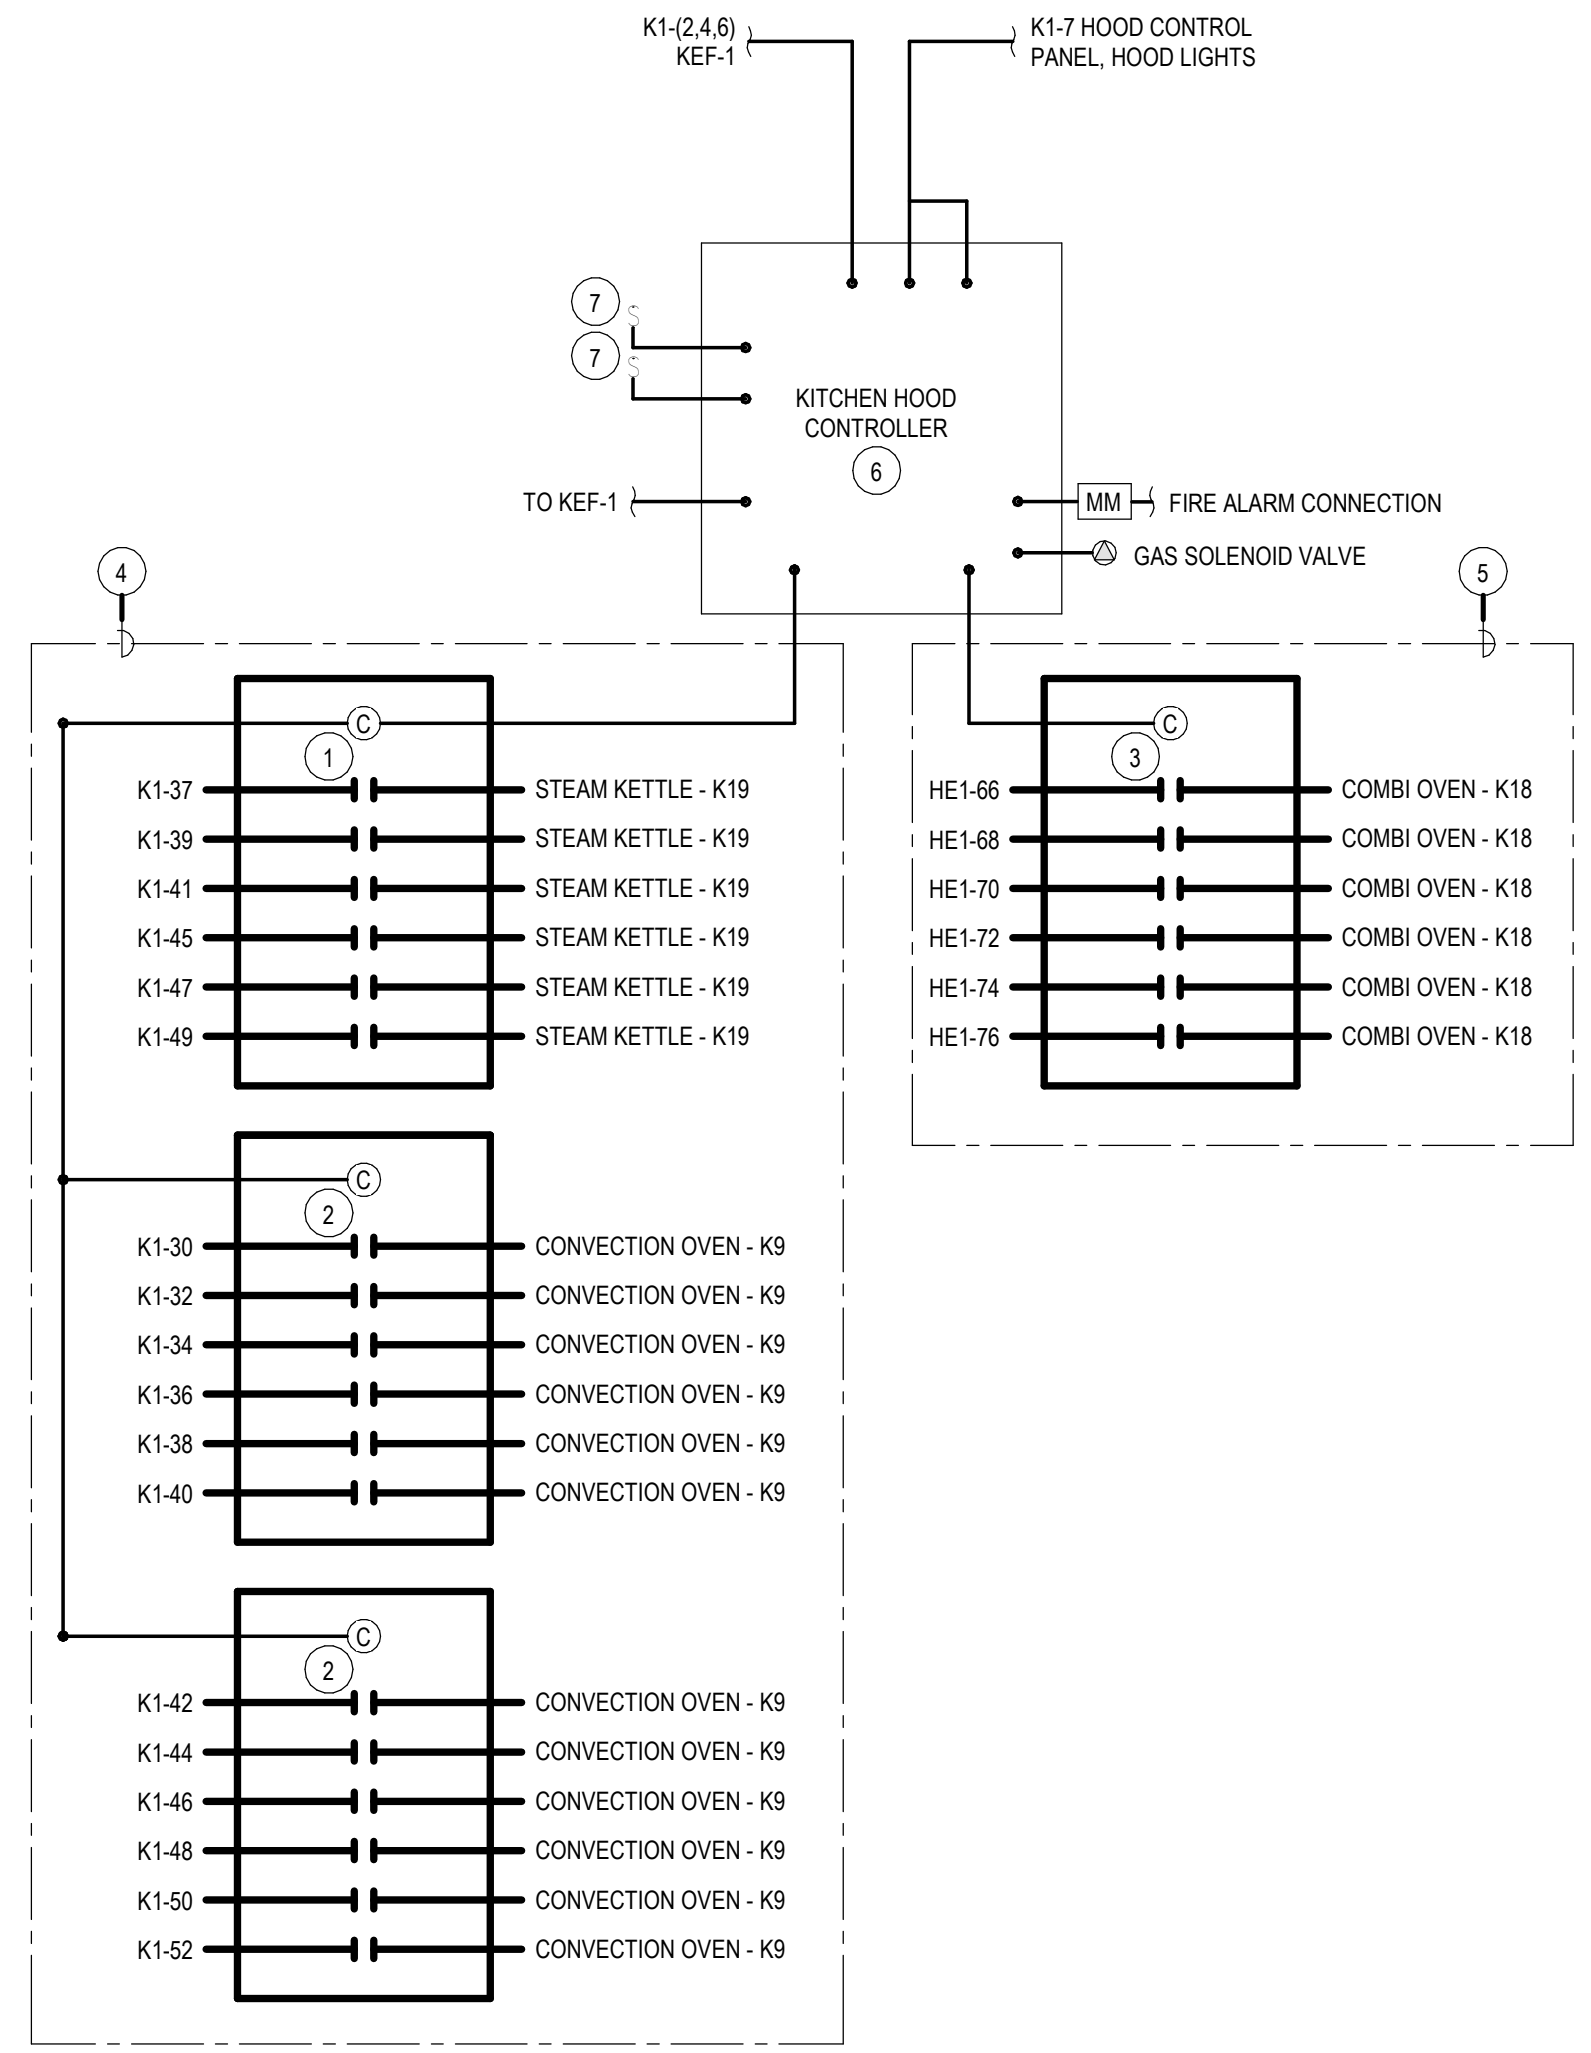 K1-(2,4,6)
KEF-1
K1-7 HOOD CONTROL
PANEL, HOOD LIGHTS
7
S
7
S
KITCHEN HOOD
CONTROLLER
6
TO KEF-1
MM
FIRE ALARM CONNECTION
GAS SOLENOID VALVE
4
5
C
1
K1-37 STEAM KETTLE - K19
K1-39 STEAM KETTLE - K19
K1-41 STEAM KETTLE - K19
K1-45 STEAM KETTLE - K19
K1-47 STEAM KETTLE - K19
K1-49 STEAM KETTLE - K19
C
3
HE1-66 COMBI OVEN - K18
HE1-68 COMBI OVEN - K18
HE1-70 COMBI OVEN - K18
HE1-72 COMBI OVEN - K18
HE1-74 COMBI OVEN - K18
HE1-76 COMBI OVEN - K18
C
2
K1-30 CONVECTION OVEN - K9
K1-32 CONVECTION OVEN - K9
K1-34 CONVECTION OVEN - K9
K1-36 CONVECTION OVEN - K9
K1-38 CONVECTION OVEN - K9
K1-40 CONVECTION OVEN - K9
C
2
K1-42 CONVECTION OVEN - K9
K1-44 CONVECTION OVEN - K9
K1-46 CONVECTION OVEN - K9
K1-48 CONVECTION OVEN - K9
K1-50 CONVECTION OVEN - K9
K1-52 CONVECTION OVEN - K9